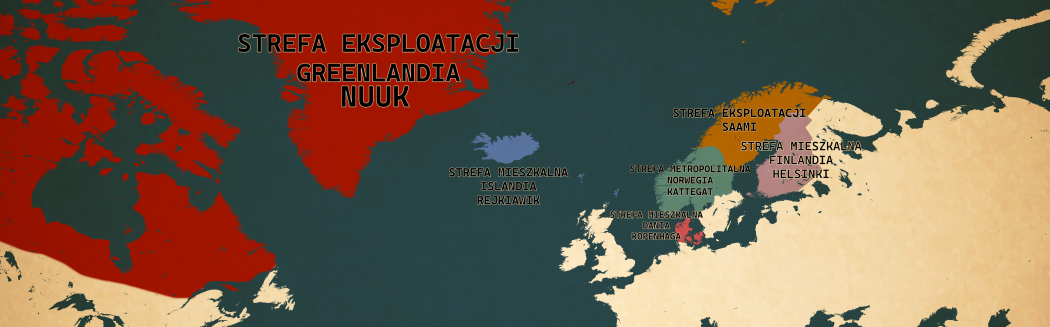 STREFA EKSPLOATACJI
GREENLANDIA
NUUK
STREFA EKSPLOATACJI
SAAMI
STREFA MIESZKALNA
FINLANDIA
HELSINKI
STREFA METROPOLITALNA
NORWEGIA
KATTEGAT
STREFA MIESZKALNA
ISLANDIA
REJKIAWIK
STREFA MIESZKALNA
DANIA
KOPENHAGA